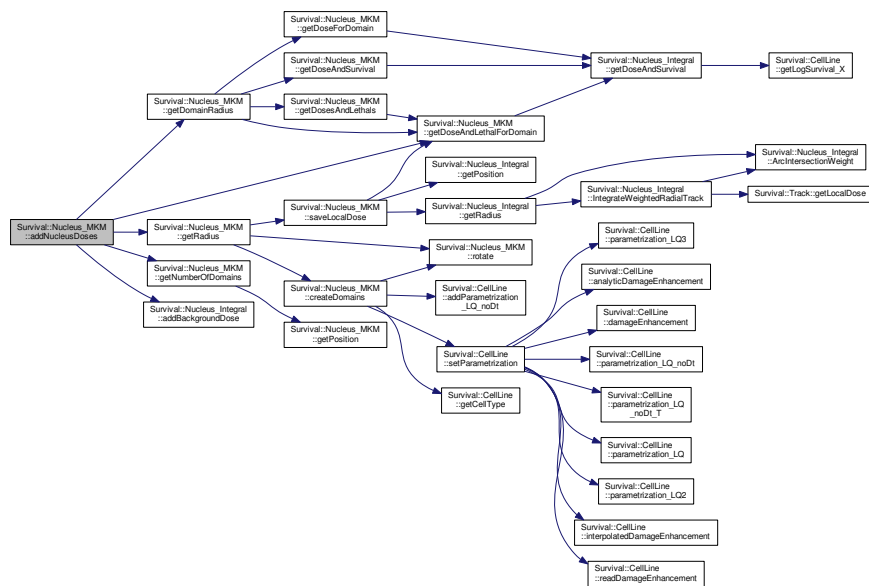 Survival::Nucleus_MKM
::addNucleusDoses
Survival::Nucleus_MKM
::getDomainRadius
Survival::Nucleus_MKM
::getRadius
Survival::Nucleus_MKM
::getNumberOfDomains
Survival::Nucleus_Integral
::addBackgroundDose
Survival::Nucleus_MKM
::getDoseForDomain
Survival::Nucleus_MKM
::getDoseAndSurvival
Survival::Nucleus_MKM
::getDosesAndLethals
Survival::Nucleus_MKM
::saveLocalDose
Survival::Nucleus_MKM
::createDomains
Survival::Nucleus_MKM
::getPosition
Survival::Nucleus_MKM
::getDoseAndLethalForDomain
Survival::Nucleus_Integral
::getPosition
Survival::Nucleus_Integral
::getRadius
Survival::Nucleus_MKM
::rotate
Survival::CellLine
::addParametrization
_LQ_noDt
Survival::CellLine
::setParametrization
Survival::CellLine
::getCellType
Survival::Nucleus_Integral
::getDoseAndSurvival
Survival::Nucleus_Integral
::IntegrateWeightedRadialTrack
Survival::CellLine
::parametrization_LQ3
Survival::CellLine
::analyticDamageEnhancement
Survival::CellLine
::damageEnhancement
Survival::CellLine
::parametrization_LQ_noDt
Survival::CellLine
::parametrization_LQ
_noDt_T
Survival::CellLine
::parametrization_LQ
Survival::CellLine
::parametrization_LQ2
Survival::CellLine
::interpolatedDamageEnhancement
Survival::CellLine
::readDamageEnhancement
Survival::CellLine
::getLogSurvival_X
Survival::Nucleus_Integral
::ArcIntersectionWeight
Survival::Track::getLocalDose